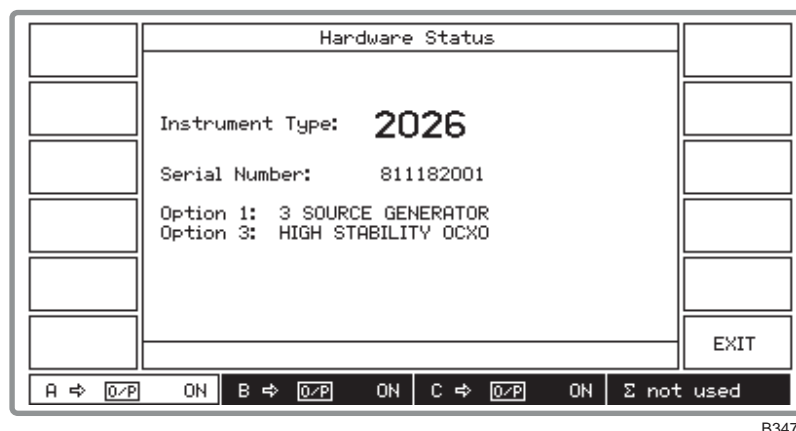 Hardware Status
Instrument Type: 2026
Serial Number: 811182001
Option 1: 3 SOURCE GENERATOR
Option 3: HIGH STABILITY OCXO
EXIT
A ⇨ O/P ON B ⇨ O/P ON C ⇨ O/P ON Σ not used
B347